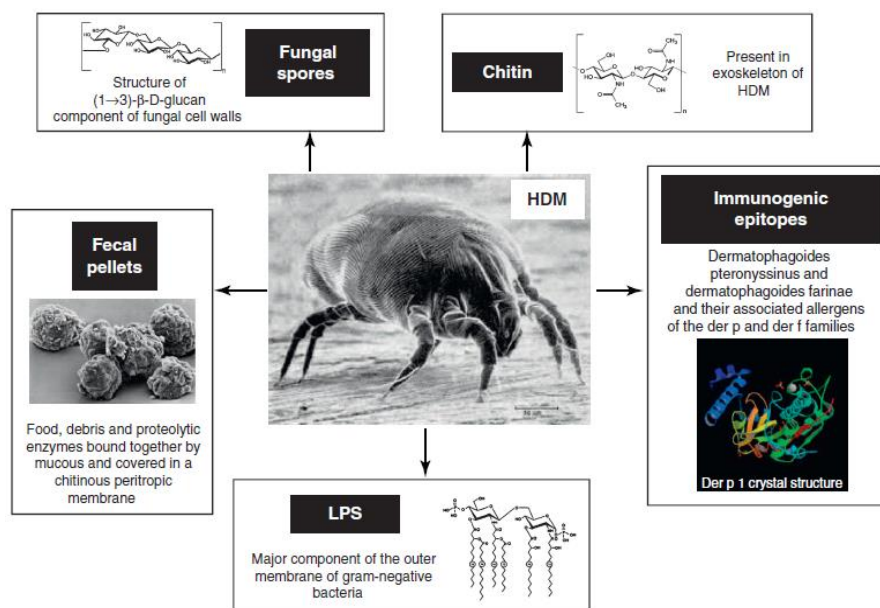 Fungal
spores
Structure of
(1→3)-β-D-glucan
component of fungal cell walls
Chitin
Present in
exoskeleton of
HDM
HDM
Fecal
pellets
Food, debris and proteolytic
enzymes bound together by
mucous and covered in a
chitinous peritropic
membrane
Immunogenic
epitopes
Dermatophagoides
pteronyssinus and
dermatophagoides farinae
and their associated allergens
of the der p and der f families
Der p 1 crystal structure
LPS
Major component of the outer
membrane of gram-negative
bacteria